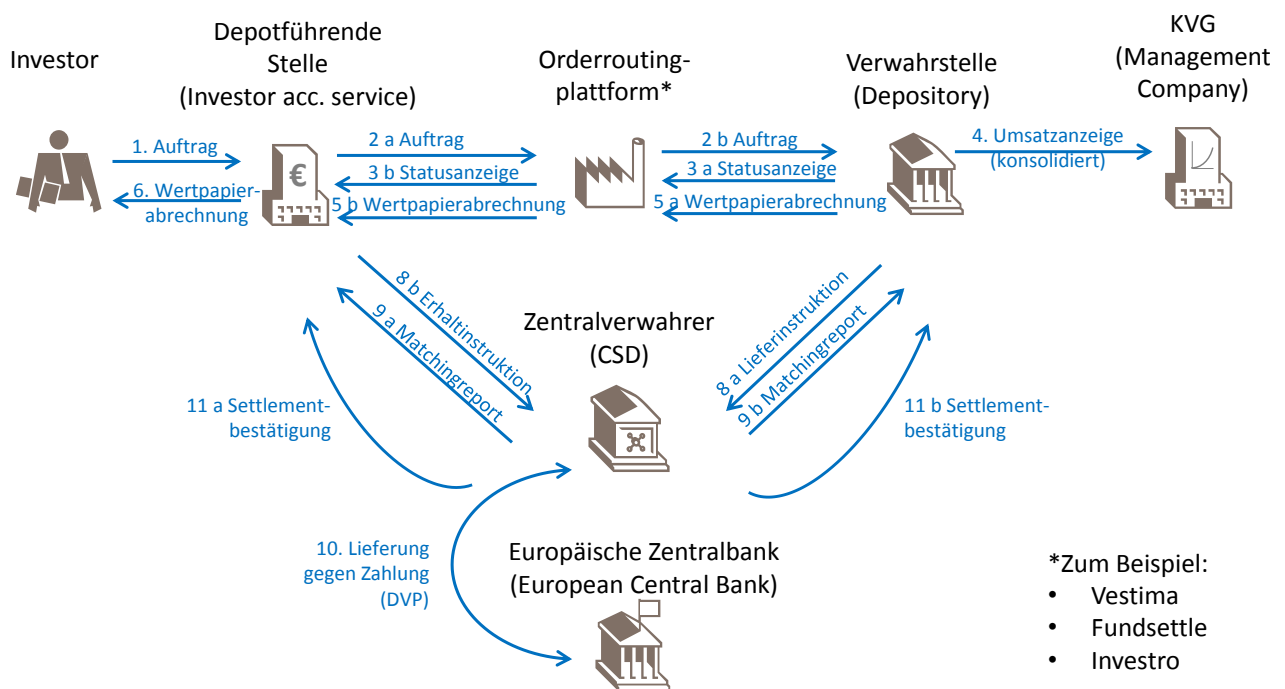 Investor
Depotführende
Stelle
(Investor acc. service)
Orderrouting-
plattform*
Verwahrstelle
(Depository)
KVG
(Management
Company)
1. Auftrag
6. Wertpapier-
abrechnung
€
2 a Auftrag
3 b Statusanzeige
5 b Wertpapierabrechnung
2 b Auftrag
3 a Statusanzeige
5 a Wertpapierabrechnung
4. Umsatzanzeige
(konsolidiert)
8 b Erhaltinstruktion
9 a Matchingreport
Zentralverwahrer
(CSD)
8 a Lieferinstruktion
9 b Matchingreport
11 a Settlement-
bestätigung
11 b Settlement-
bestätigung
10. Lieferung
gegen Zahlung
(DVP)
Europäische Zentralbank
(European Central Bank)
*Zum Beispiel:
• Vestima
• Fundsettle
• Investro